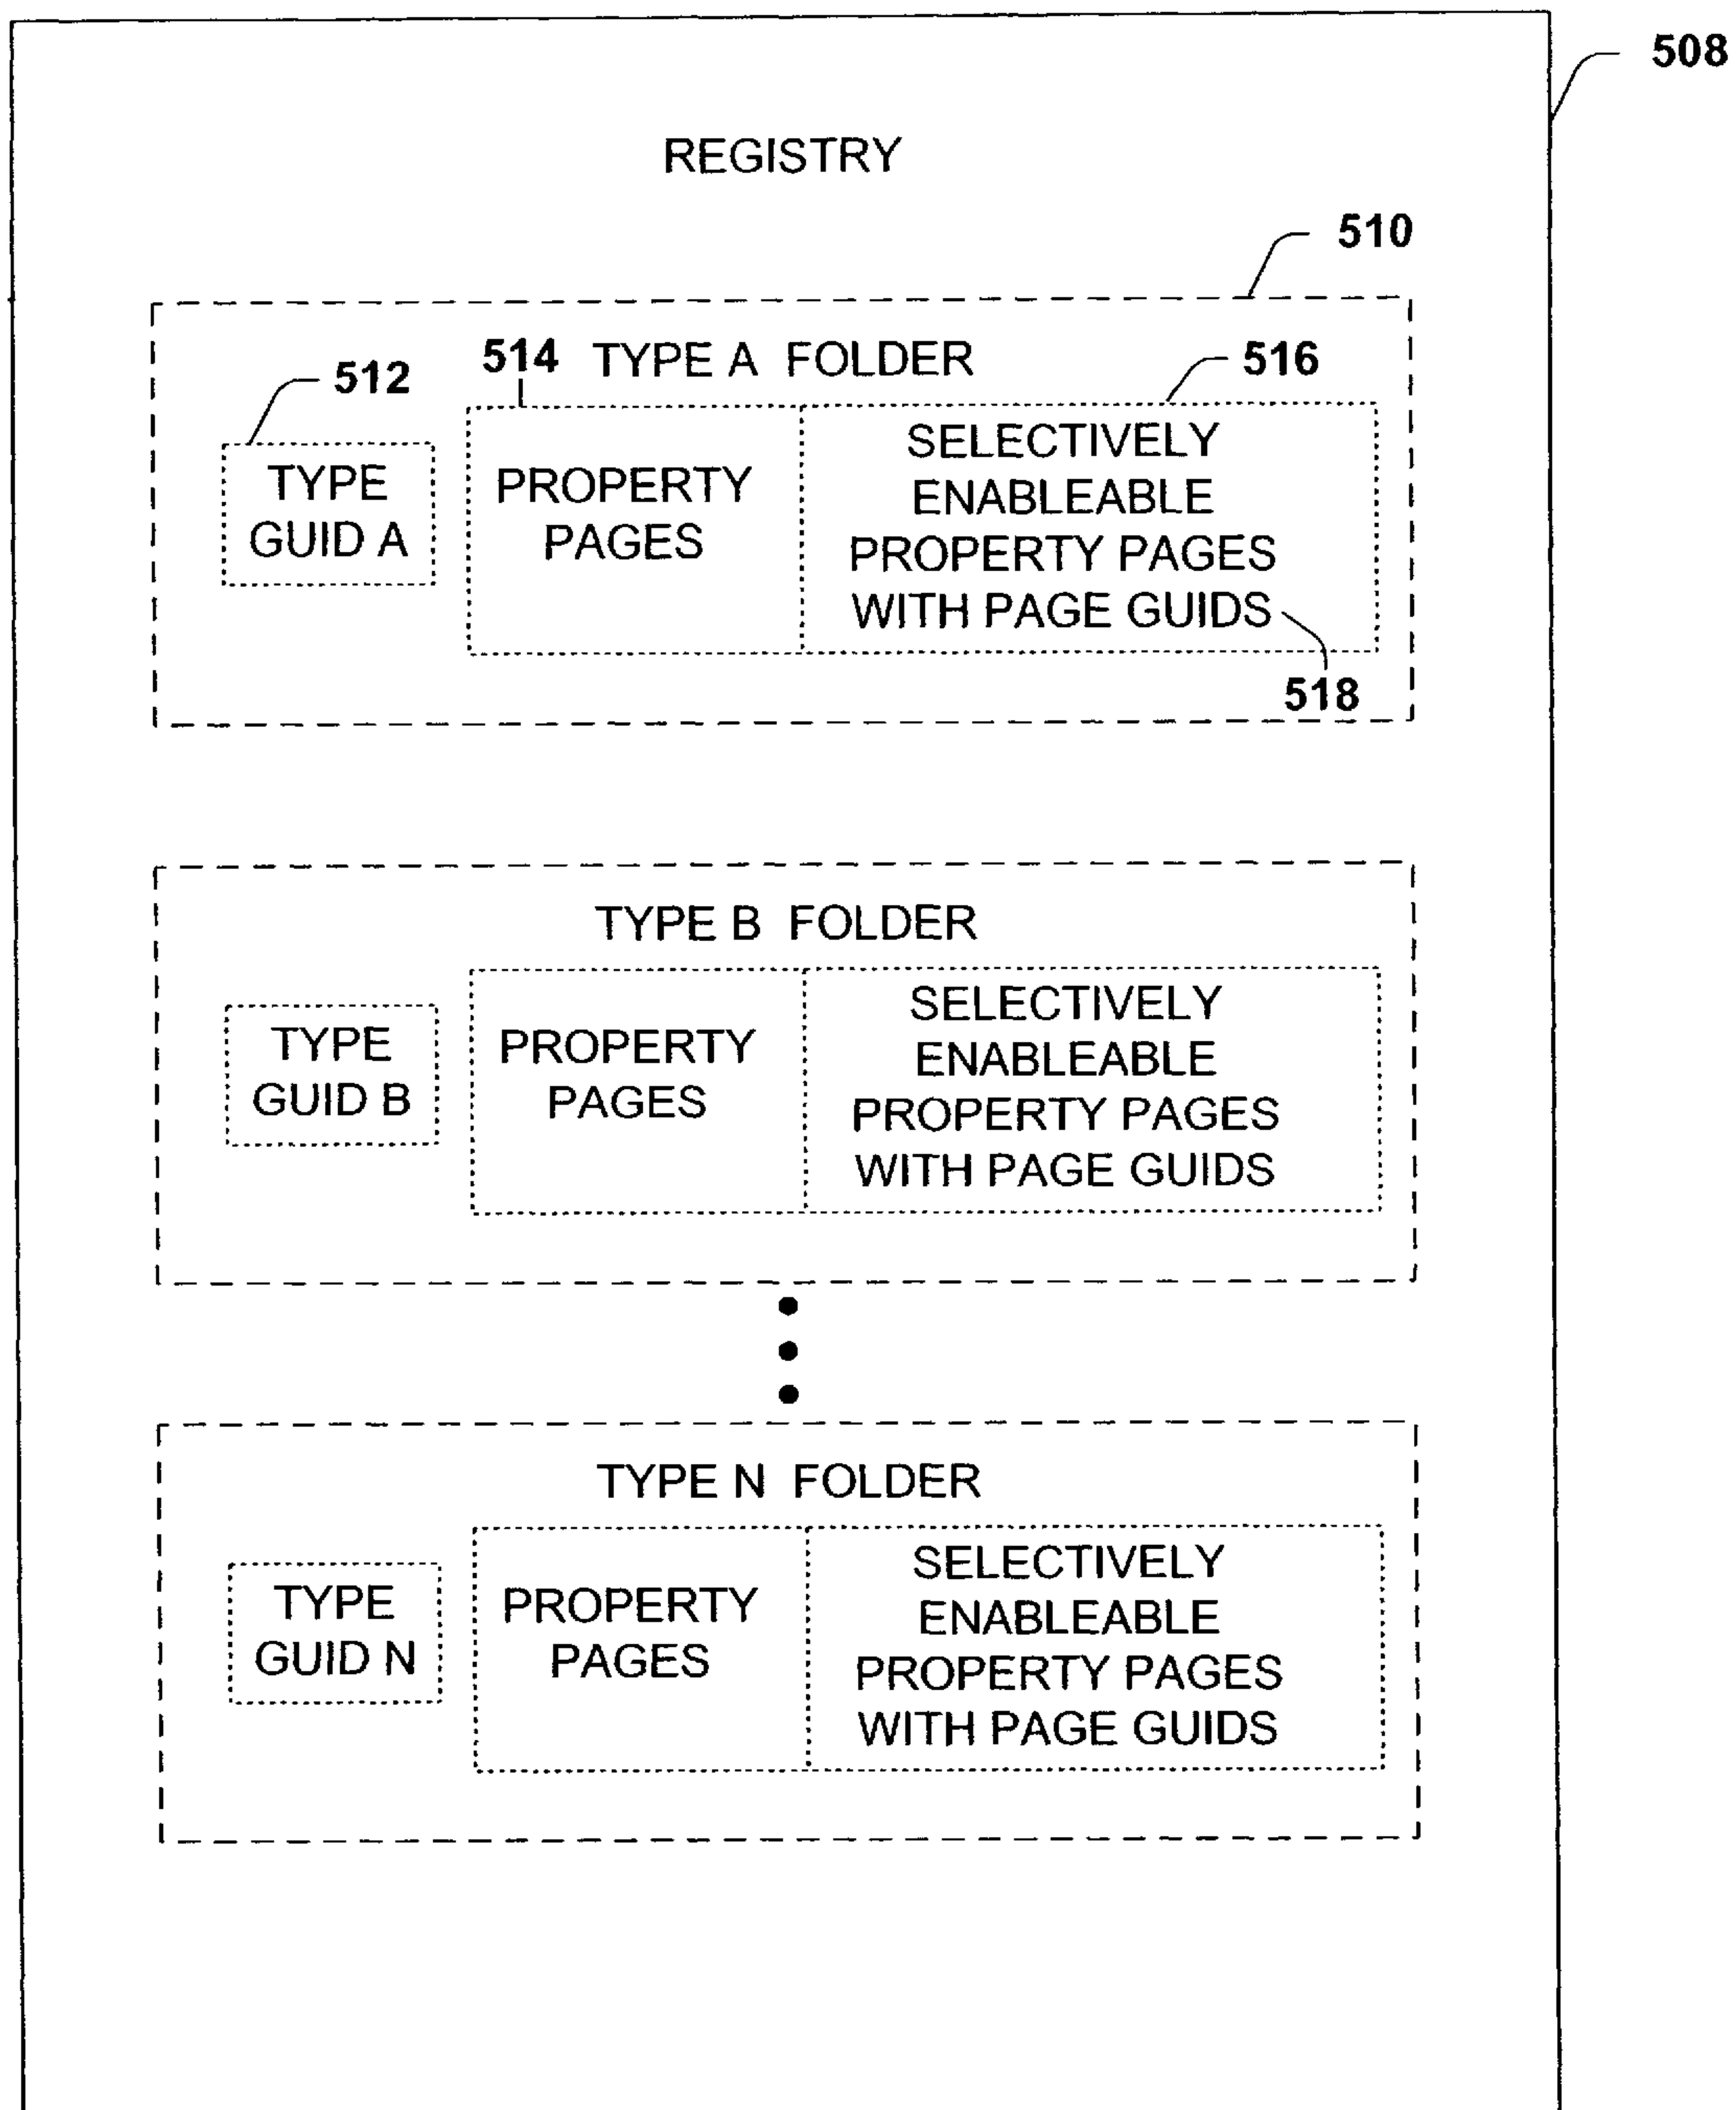 508
REGISTRY
510
514 TYPE A FOLDER 516
512
TYPE
GUID A
PROPERTY
PAGES
SELECTIVELY
ENABLEABLE
PROPERTY PAGES
WITH PAGE GUIDS
518
TYPE B FOLDER
TYPE
GUID B
PROPERTY
PAGES
SELECTIVELY
ENABLEABLE
PROPERTY PAGES
WITH PAGE GUIDS
TYPE N FOLDER
TYPE
GUID N
PROPERTY
PAGES
SELECTIVELY
ENABLEABLE
PROPERTY PAGES
WITH PAGE GUIDS